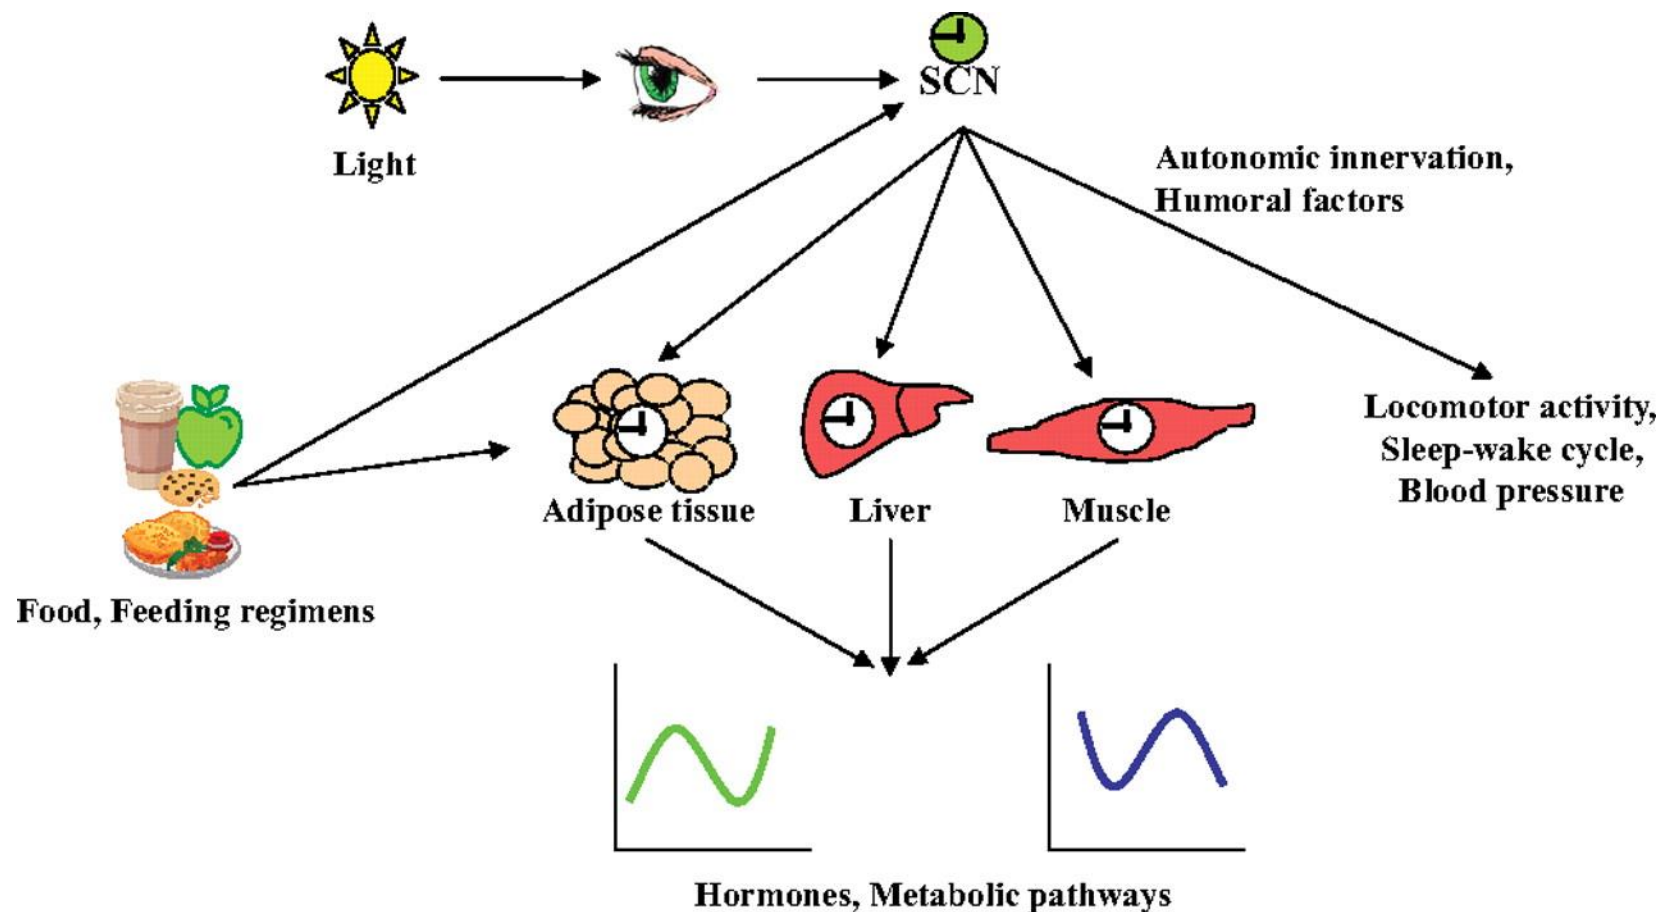 SCN
Light
Autonomic innervation,
Humoral factors
Locomotor activity,
Sleep-wake cycle,
Blood pressure
Adipose tissue
Liver
Muscle
Food, Feeding regimens
Hormones, Metabolic pathways